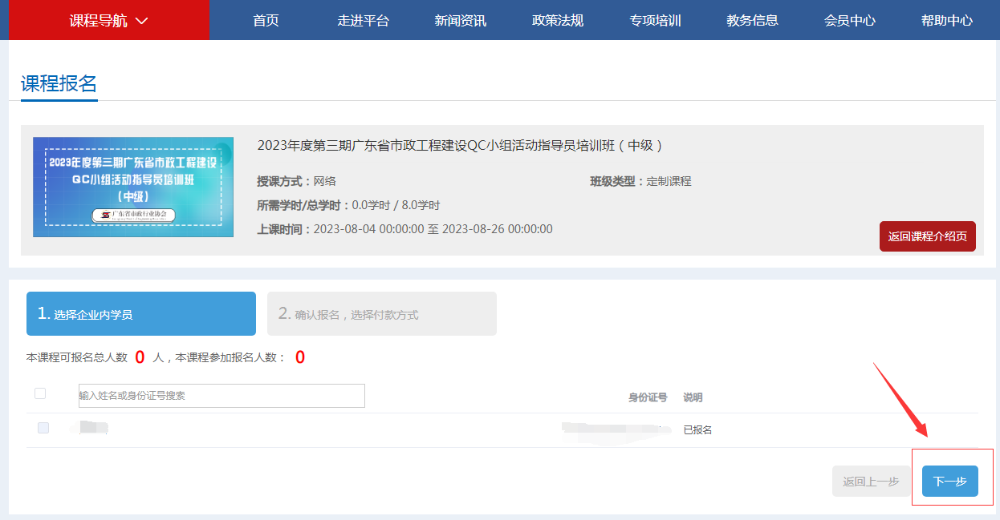 课程导航 首页 走进平台 新闻资讯 政策法规 专项培训 教务信息 会员中心 帮助中心
课程报名
2023年度第三期广东省市政工程建设
QC小组活动指导员培训班
（中级）
广东省市政行业协会
2023年度第三期广东省市政工程建设QC小组活动指导员培训班（中级）
授课方式：网络 班级类型：定制课程
所需学时/总学时：0.0学时 / 8.0学时
上课时间：2023-08-04 00:00:00 至 2023-08-26 00:00:00
返回课程介绍页
1. 选择企业内学员 2. 确认报名，选择付款方式
本课程可报名总人数 0 人，本课程参加报名人数： 0
输入姓名或身份证号搜索 身份证号 说明
已报名
返回上一步 下一步